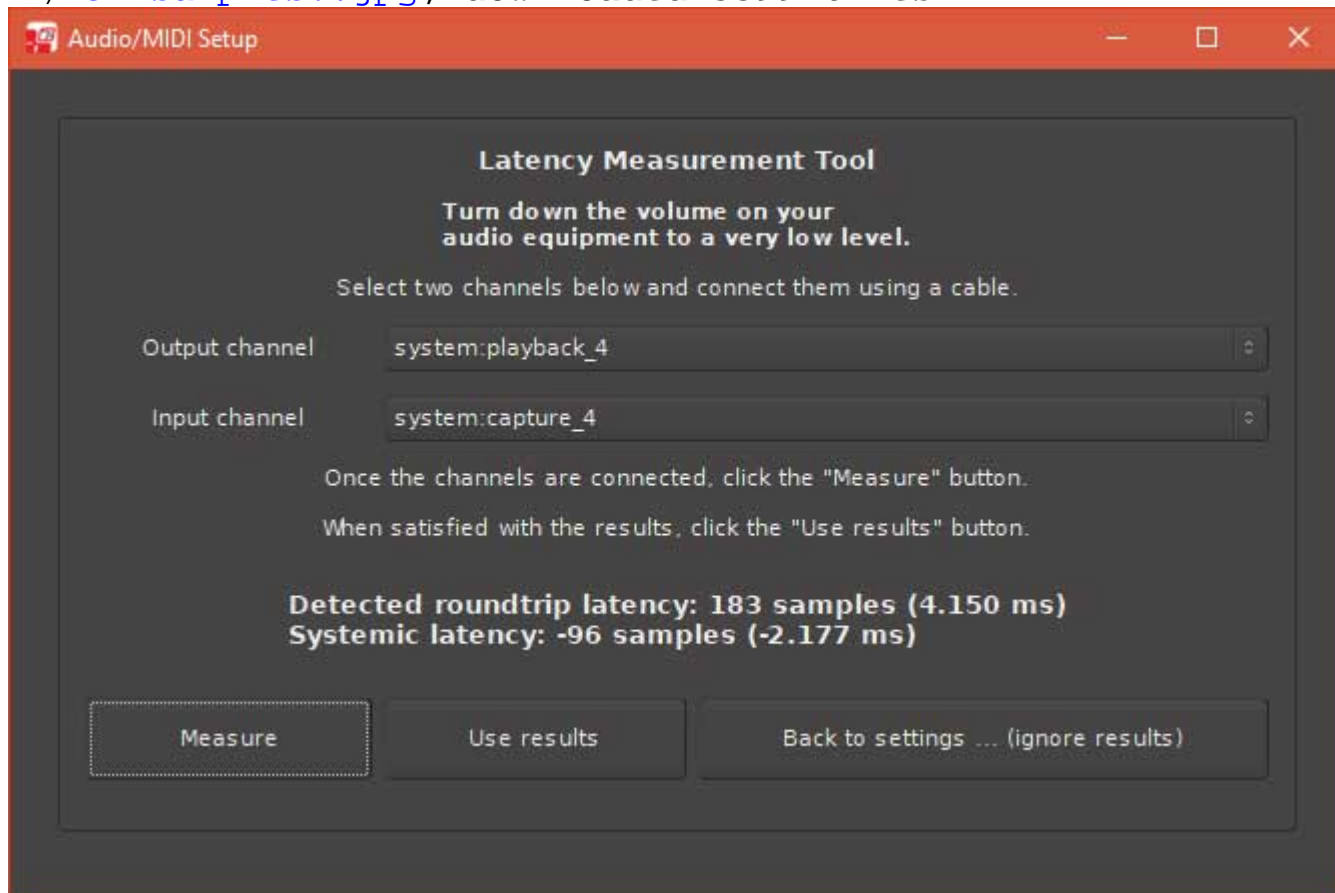 Audio/MIDI Setup
Latency Measurement Tool
Turn down the volume on your
audio equipment to a very low level.
Select two channels below and connect them using a cable.
Output channel system:playback_4
Input channel system:capture_4
Once the channels are connected, click the "Measure" button.
When satisfied with the results, click the "Use results" button.
Detected roundtrip latency: 183 samples (4.150 ms)
Systemic latency: -96 samples (-2.177 ms)
Measure Use results Back to settings ... (ignore results)